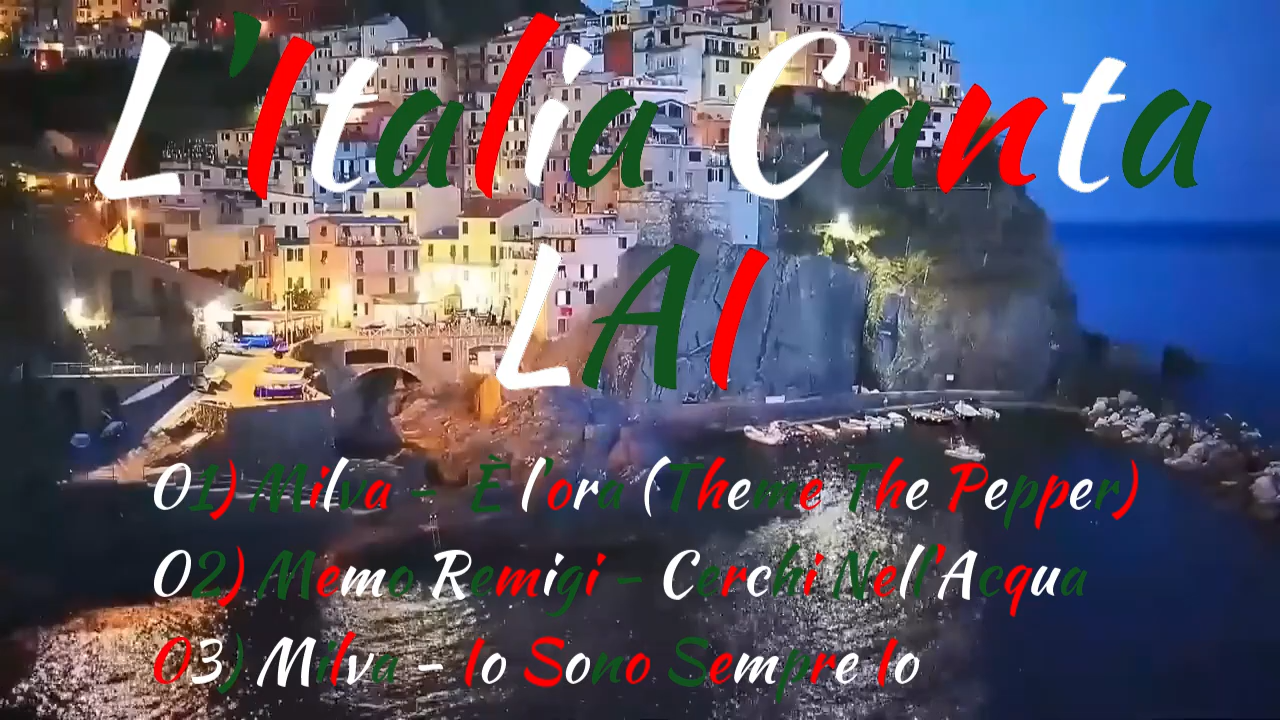 L'Italia Canta
LAI
01) Milva - È l'ora (Theme The Pepper)
02) Memo Remigi - Cerchi Nell'Acqua
03) Milva - Io Sono Sempre Io